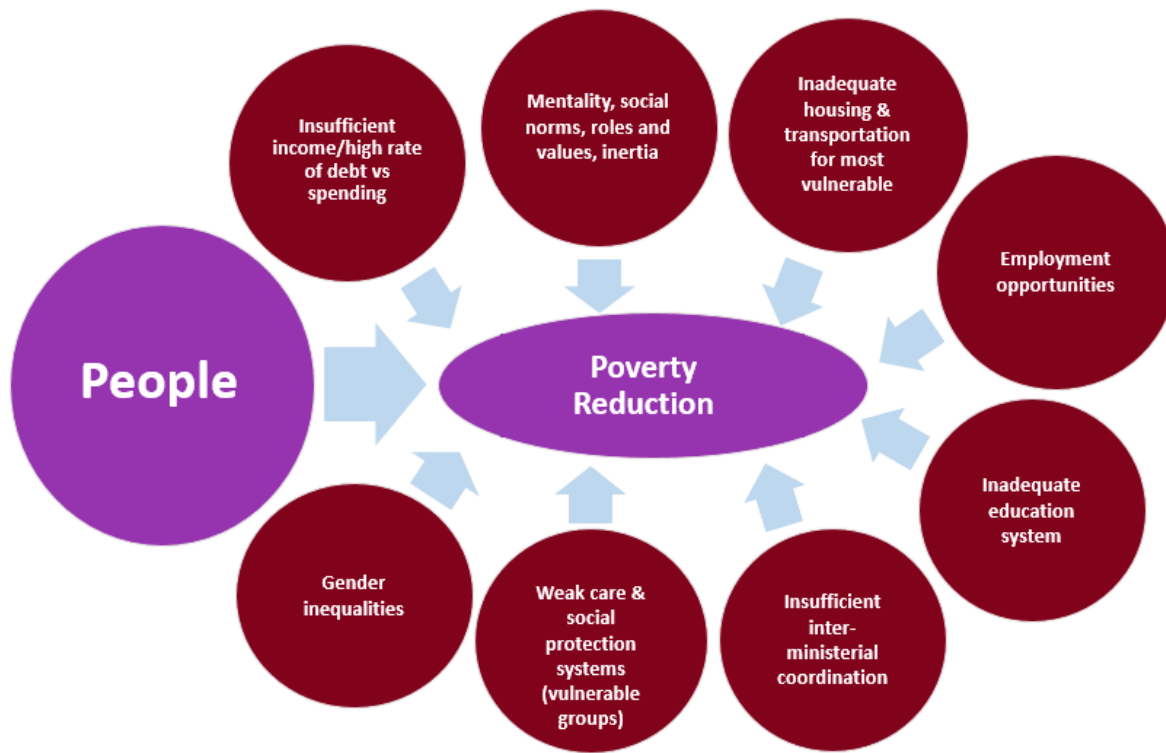 Insufficient
income/high rate
of debt vs
spending
Mentality, social
norms, roles and
values, inertia
Inadequate
housing &
transportation
for most
vulnerable
Employment
opportunities
People
Poverty
Reduction
Inadequate
education
system
Gender
inequalities
Weak care &
social
protection
systems
(vulnerable
groups)
Insufficient
inter-
ministerial
coordination